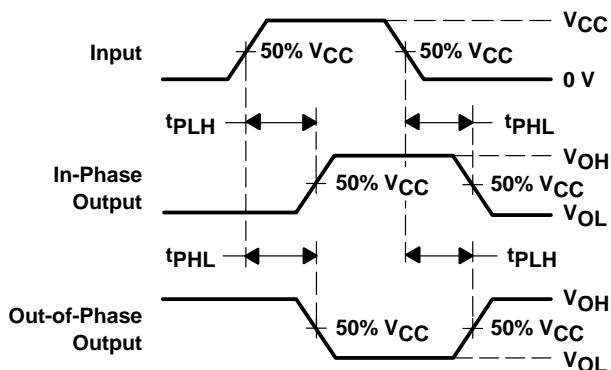 VCC
Input
50% VCC
50% VCC
0 V
tPLH
tPHL
In-Phase
Output
50% VCC
50% VCC
VOH
VOL
tPHL
tPLH
Out-of-Phase
Output
50% VCC
50% VCC
VOH
VOL